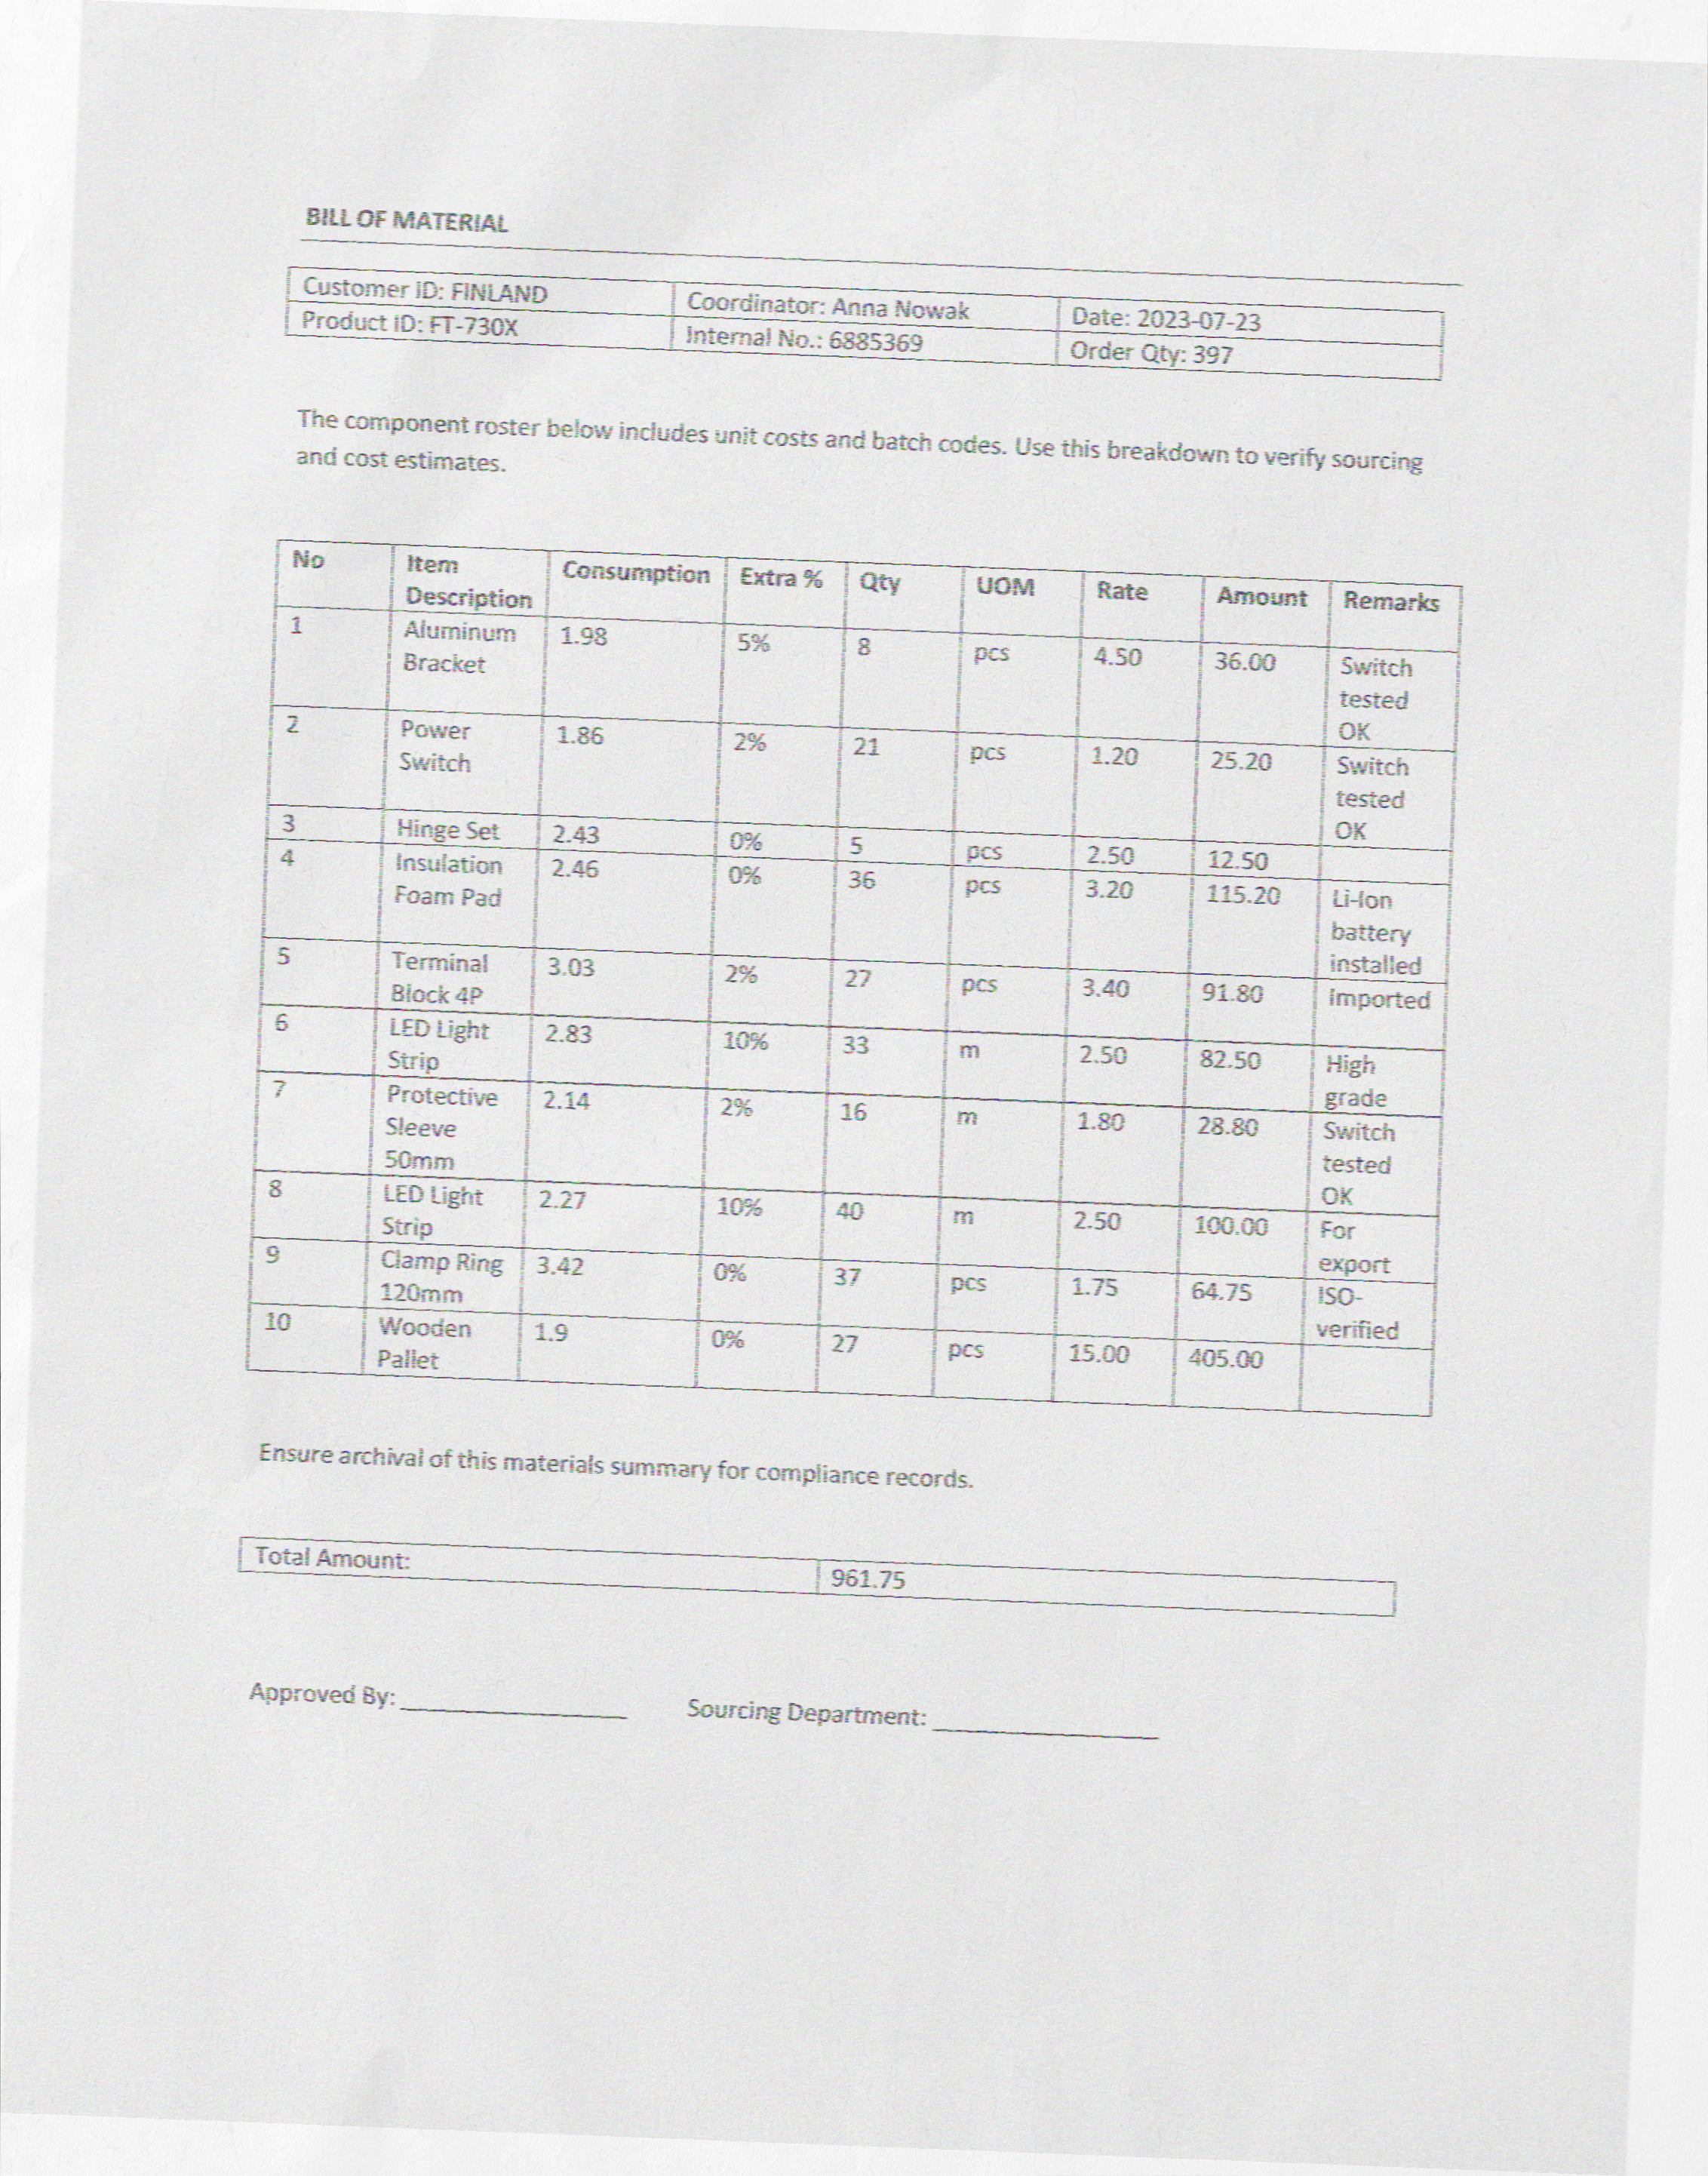 BILL OF MATERIAL
Customer ID: FINLAND Coordinator: Anna Nowak Date: 2023-07-23
Product ID: FT-730X Internal No.: 6885369 Order Qty: 397
The component roster below includes unit costs and batch codes. Use this breakdown to verify sourcing
and cost estimates.
No Item Description Consumption Extra % Qty UOM Rate Amount Remarks
1 Aluminum Bracket 1.98 5% 8 pcs 4.50 36.00 Switch tested OK
2 Power Switch 1.86 2% 21 pcs 1.20 25.20 Switch tested OK
3 Hinge Set 2.43 0% 5 pcs 2.50 12.50
4 Insulation Foam Pad 2.46 0% 36 pcs 3.20 115.20 Li-Ion battery installed
5 Terminal Block 4P 3.03 2% 27 pcs 3.40 91.80 Imported
6 LED Light Strip 2.83 10% 33 m 2.50 82.50 High grade
7 Protective Sleeve 50mm 2.14 2% 16 m 1.80 28.80 Switch tested OK
8 LED Light Strip 2.27 10% 40 m 2.50 100.00 For export
9 Clamp Ring 120mm 3.42 0% 37 pcs 1.75 64.75 ISO-verified
10 Wooden Pallet 1.9 0% 27 pcs 15.00 405.00
Ensure archival of this materials summary for compliance records.
Total Amount: 961.75
Approved By: ________________ Sourcing Department: ________________